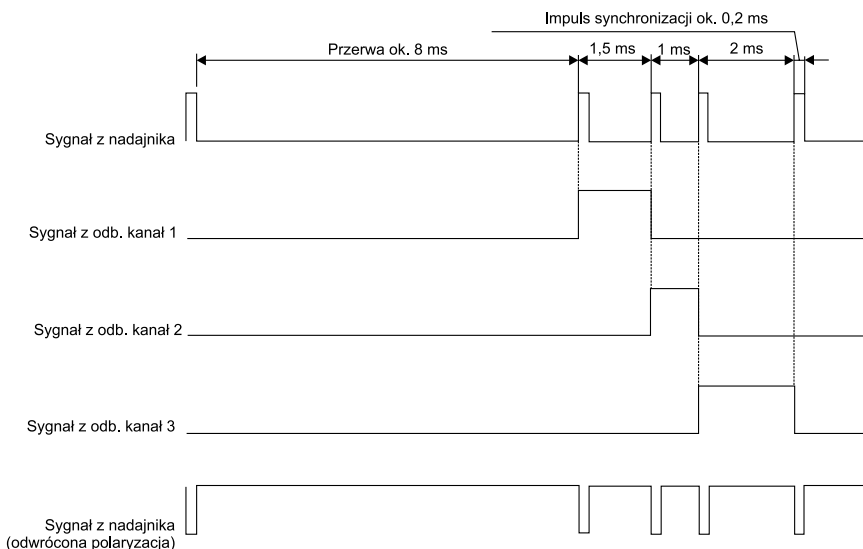 Impuls synchronizacji ok. 0,2 ms
Przerwa ok. 8 ms
1,5 ms
1 ms
2 ms
Sygnał z nadajnika
Sygnał z odb. kanał 1
Sygnał z odb. kanał 2
Sygnał z odb. kanał 3
Sygnał z nadajnika
(odwrócona polaryzacja)